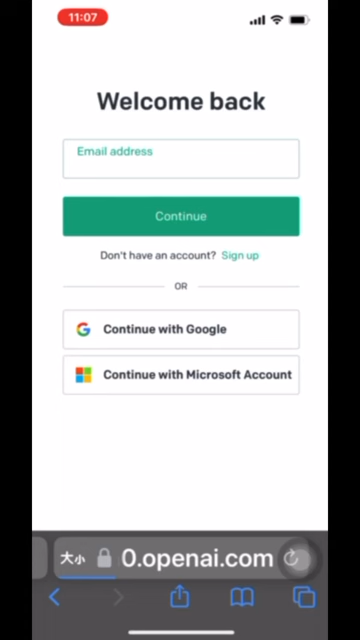 11:07
Welcome back
Email address
Continue
Don't have an account? Sign up
OR
Continue with Google
Continue with Microsoft Account
大小 0.openai.com